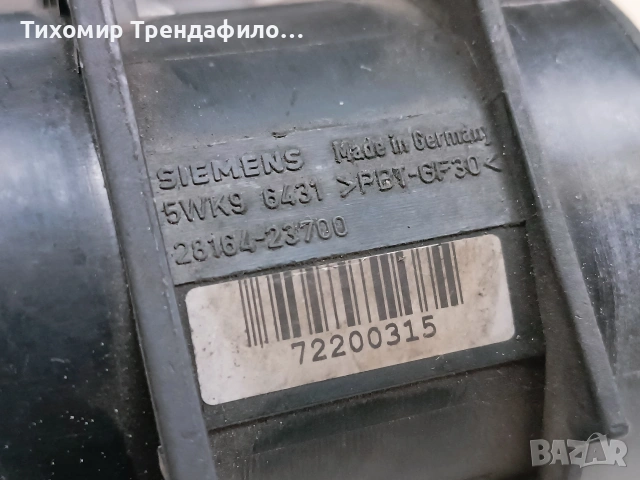 Тихомир Трендафило...
SIEMENS Made in Germany
5WK9 6431 >PBT-GF30<
28164-23700
72200315
BAZAR